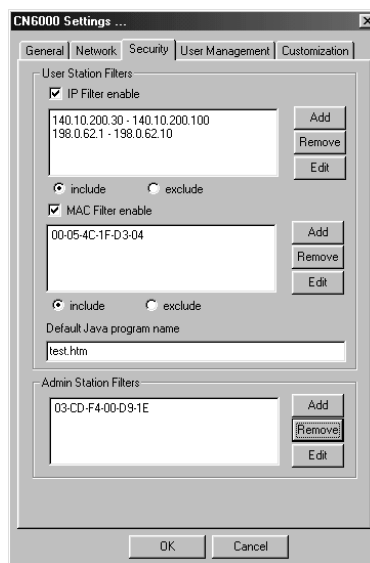 CN6000 Settings ...
General Network Security User Management Customization
User Station Filters
IP Filter enable
140.10.200.30 - 140.10.200.100
198.0.62.1 - 198.0.62.10
Add
Remove
Edit
include exclude
MAC Filter enable
00-05-4C-1F-D3-04
Add
Remove
Edit
include exclude
Default Java program name
test.htm
Admin Station Filters
03-CD-F4-00-D9-1E
Add
Remove
Edit
OK Cancel